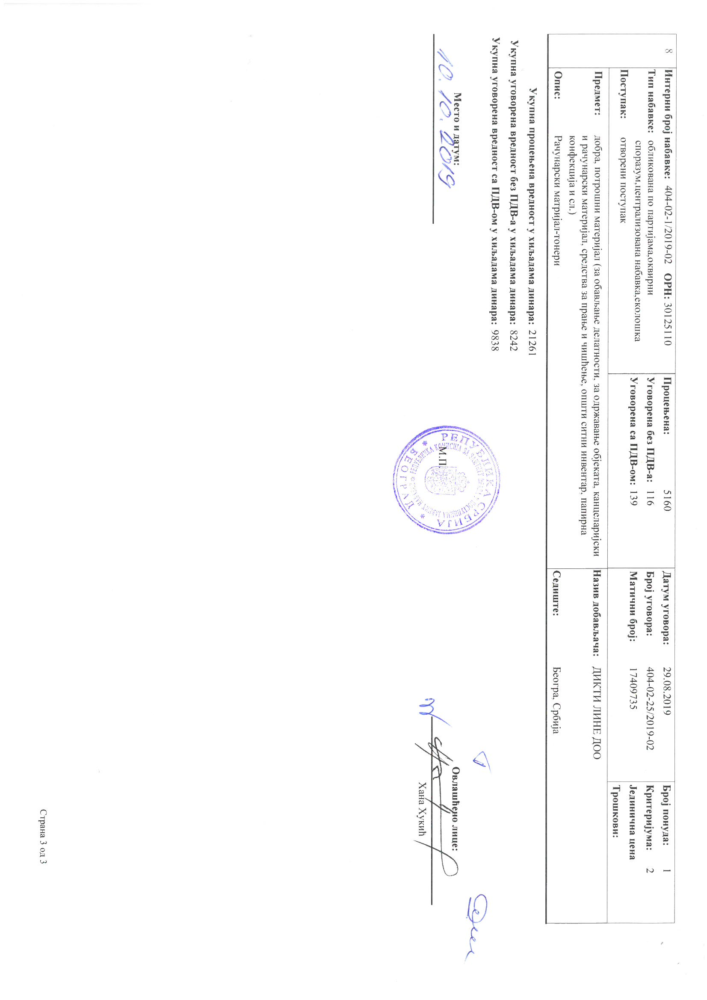 8
Интерни број набавке: 404-02-1/2019-02 ОРН: 30125110
Тип набавке: обликована по партијама,оквирни
споразум,централизована набавка,еколошка
Поступак: отворени поступак
Процењена: 5160
Уговорена без ПДВ-а: 116
Уговорена са ПДВ-ом: 139
Датум уговора: 29.08.2019
Број уговора: 404-02-25/2019-02
Матични број: 17409735
Број понуда: 1
Критеријума: 2
Јединична цена
Трошкови:
Предмет: добра, потрошни материјал (за обављање делатности, за одржавање објеката, канцеларијски
и рачунарски материјал, средства за прање и чишћење, општи ситни инвентар, папирна
конфекција и сл.)
Опис: Рачунарски матријал-тонери
Назив добављача: ДИКТИ ЛИНЕ ДОО
Седиште: Београ, Србија
Укупна процењена вредност у хиљадама динара: 21261
Укупна уговорена вредност без ПДВ-а у хиљадама динара: 8242
Укупна уговорена вредност са ПДВ-ом у хиљадама динара: 9838
Место и датум:
10.10.2019
М.П.
РЕПУБЛИКА СРБИЈА
РЕПУБЛИЧКА КОМИСИЈА ЗА ЗАШТИТУ ПРАВА У ПОСТУПЦИМА ЈАВНИХ НАБАВКИ
БЕОГРАД
Овлашћено лице:
Хана Хукић
Страна 3 од 3